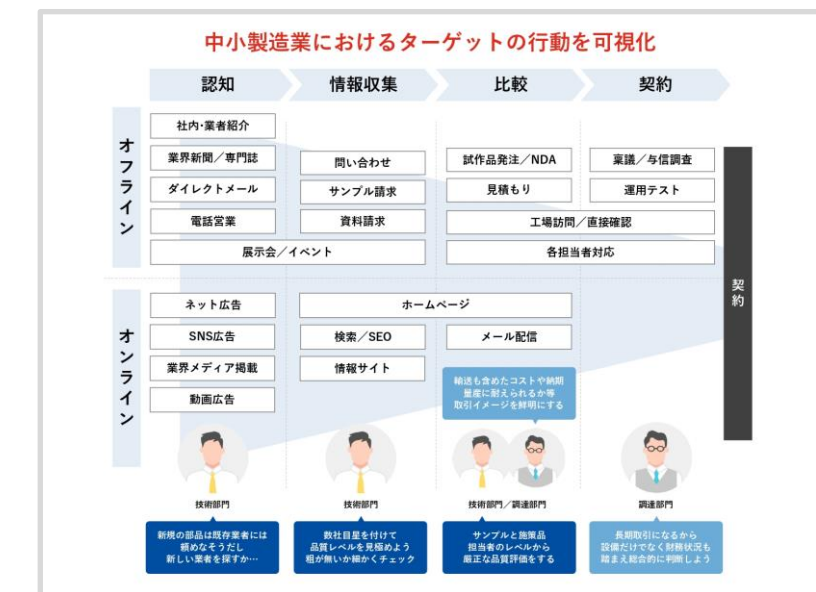 中小製造業におけるターゲットの行動を可視化
認知
情報収集
比較
契約
オフライン
社内・業者紹介
業界新聞／専門誌
ダイレクトメール
電話営業
問い合わせ
サンプル請求
資料請求
展示会／イベント
試作品発注／NDA
見積もり
稟議／与信調査
運用テスト
工場訪問／直接確認
各担当者対応
契約
オンライン
ネット広告
SNS広告
業界メディア掲載
動画広告
ホームページ
検索／SEO
情報サイト
メール配信
輸送も含めたコストや納期
量産に耐えられるか等
取引イメージを鮮明にする
技術部門
技術部門
技術部門／調達部門
調達部門
新規の部品は既存業者には
頼めなそうだし
新しい業者を探すか…
数社目星を付けて
品質レベルを見極めよう
粗が無いか細かくチェック
サンプルと施策品
担当者のレベルから
厳正な品質評価をする
長期取引になるから
設備だけでなく財務状況も
踏まえ総合的に判断しよう